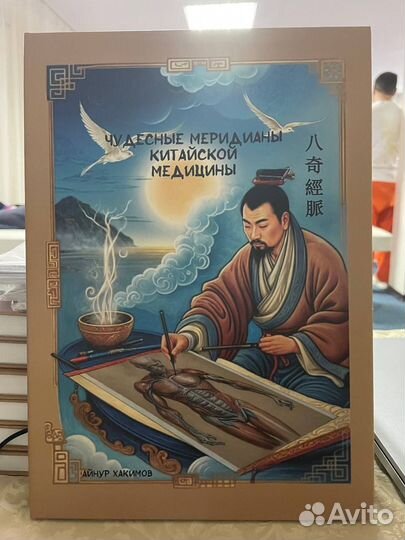 ЧУДЕСНЫЕ МЕРИДИАНЫ
КИТАЙСКОЙ
МЕДИЦИНЫ
八奇經脈
АЙНУР ХАКИМОВ
Avito